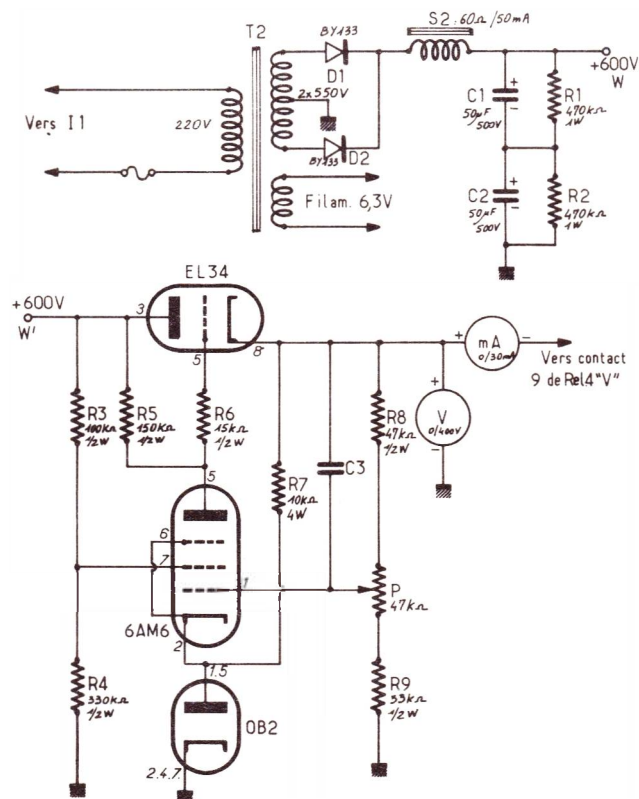 S2:60Ω/50mA
T2
BY133
D1
+600V
W
2x550V
C1
50µF
500V
R1
470kΩ
1W
Vers I1
220V
BY133
D2
Filam. 6,3V
C2
50µF
500V
R2
470kΩ
1W
+
-
+
-
EL34
+600V
W'
3
8
5
+
mA
0/30mA
-
Vers contact
9 de Rel4 "V"
R3
100kΩ
1/2W
R5
150kΩ
1/2W
R6
15kΩ
1/2W
R8
47kΩ
1/2W
+
V
0/400V
-
C3
R7
10kΩ
4W
5
6
7
1
P
47kΩ
6AM6
2
1.5
R4
330kΩ
1/2W
OB2
R9
53kΩ
1/2W
2.4.7.